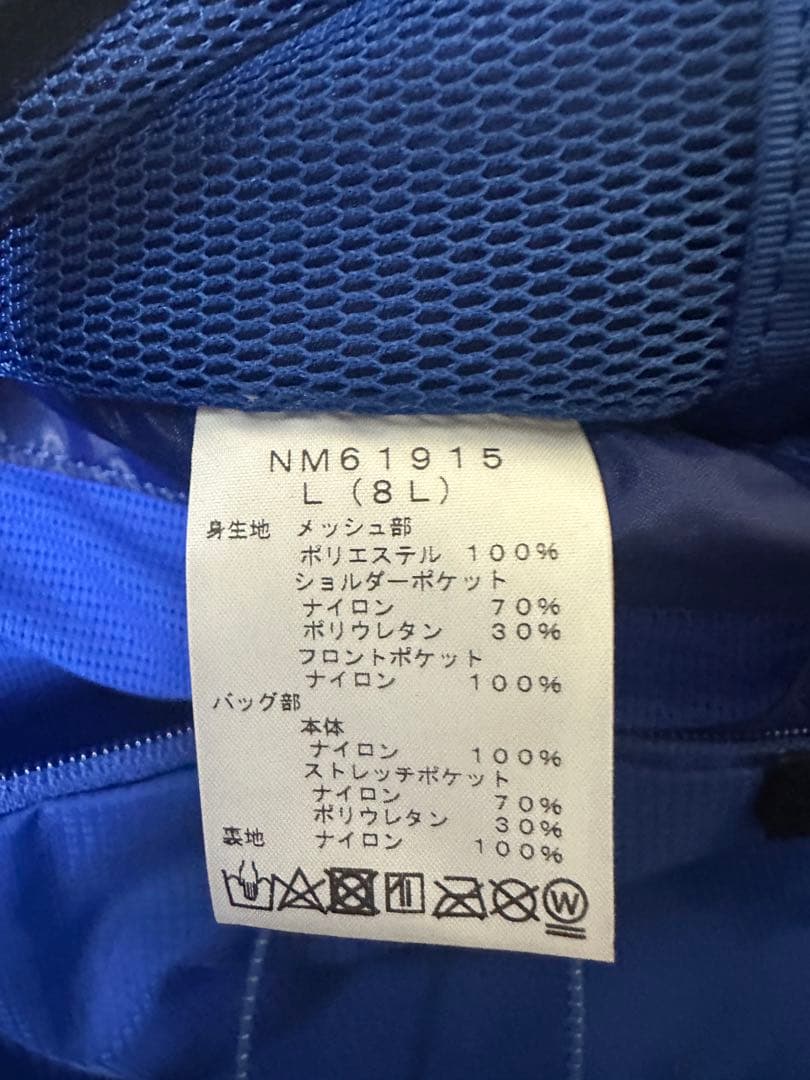 NM61915
L（8L）
身生地 メッシュ部
ポリエステル 100%
ショルダーポケット
ナイロン 70%
ポリウレタン 30%
フロントポケット
ナイロン 100%
バッグ部
本体
ナイロン 100%
ストレッチポケット
ナイロン 70%
ポリウレタン 30%
裏地 ナイロン 100%
W